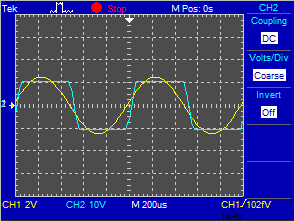 Tek Stop M Pos: 0s CH2
Coupling
DC
Volts/Div
Coarse
Invert
Off
2
CH1 2V CH2 10V M 200us CH1/102fV